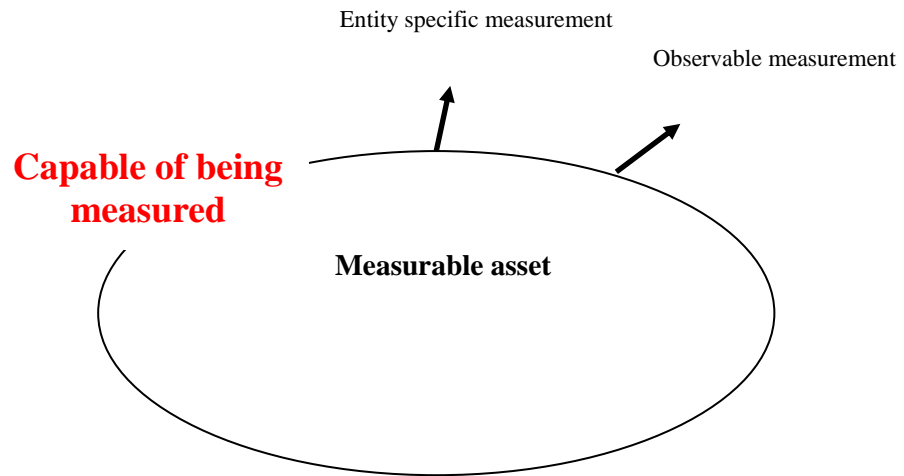 Entity specific measurement
Observable measurement
Capable of being
measured
Measurable asset